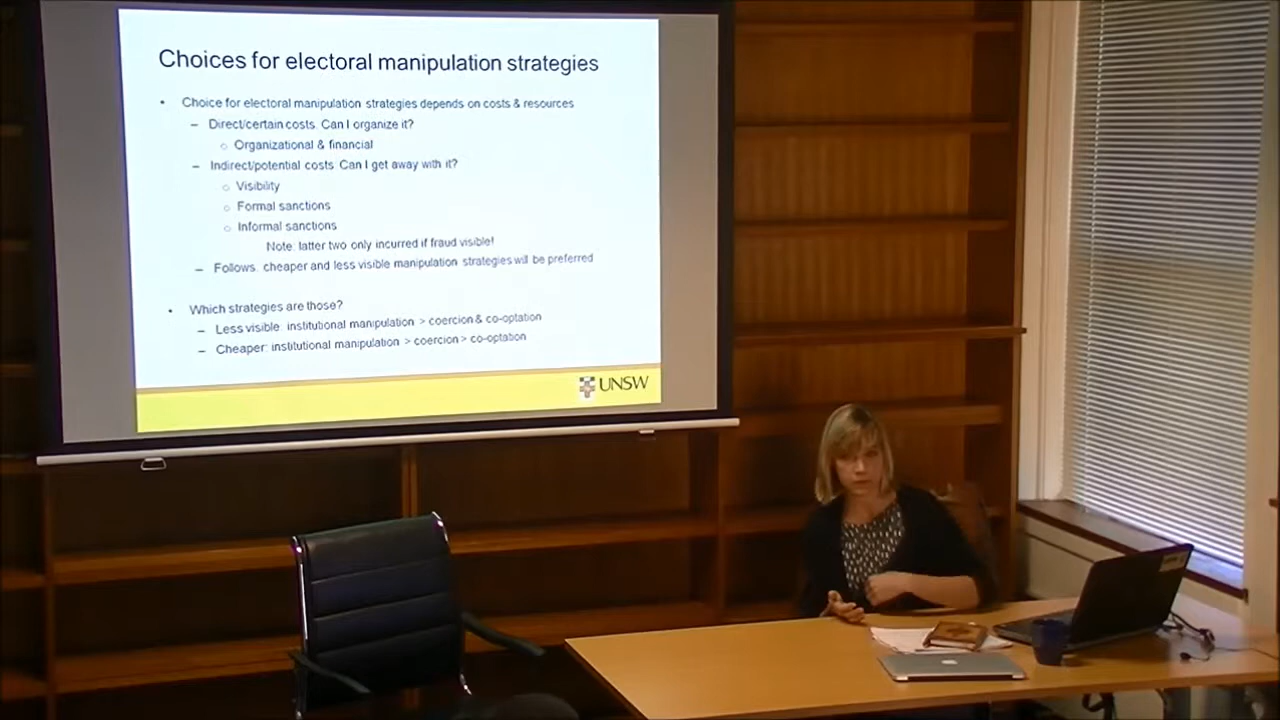 Choices for electoral manipulation strategies
• Choice for electoral manipulation strategies depends on costs & resources
– Direct/certain costs. Can I organize it?
○ Organizational & financial
– Indirect/potential costs. Can I get away with it?
○ Visibility
○ Formal sanctions
○ Informal sanctions
Note: latter two only incurred if fraud visible!
– Follows: cheaper and less visible manipulation strategies will be preferred
• Which strategies are those?
– Less visible: institutional manipulation > coercion & co-optation
– Cheaper: institutional manipulation > coercion > co-optation
UNSW